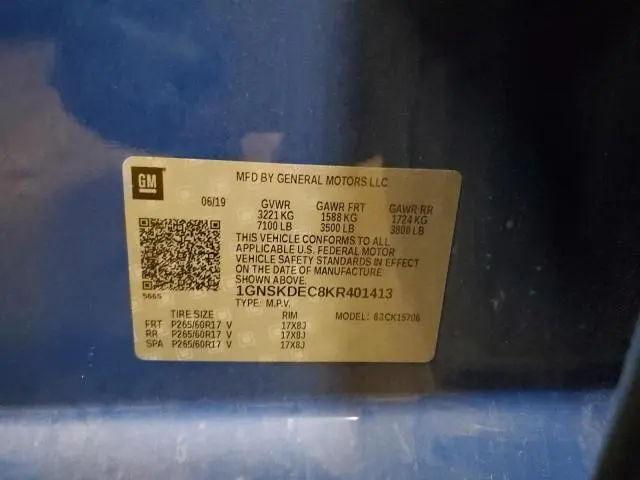 GM
MFD BY GENERAL MOTORS LLC
06/19 GVWR GAWR FRT GAWR RR
3221 KG 1588 KG 1724 KG
7100 LB 3500 LB 3800 LB
THIS VEHICLE CONFORMS TO ALL
APPLICABLE U.S. FEDERAL MOTOR
VEHICLE SAFETY STANDARDS IN EFFECT
ON THE DATE OF MANUFACTURE
SHOWN ABOVE.
5665
1GNSKDEC8KR401413
TYPE: M.P.V.
TIRE SIZE RIM MODEL: 83CK15706
FRT P265/60R17 V 17X8J
RR P265/60R17 V 17X8J
SPA P265/60R17 V 17X8J